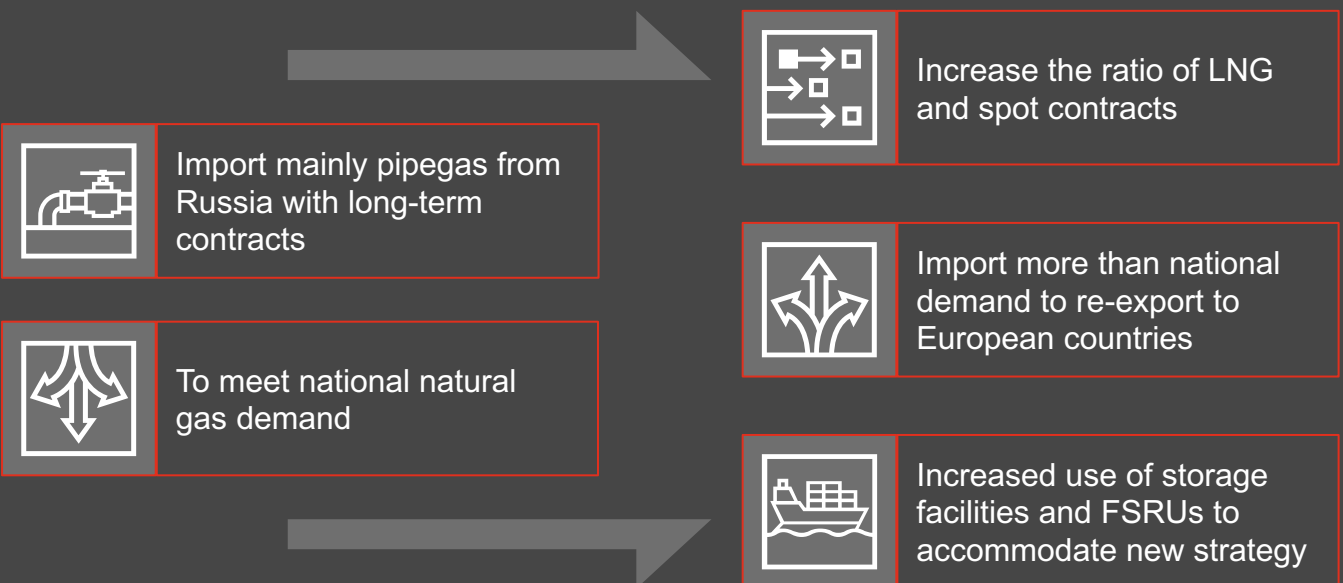 Import mainly pipegas from
Russia with long-term
contracts
To meet national natural
gas demand
Increase the ratio of LNG
and spot contracts
Import more than national
demand to re-export to
European countries
Increased use of storage
facilities and FSRUs to
accommodate new strategy